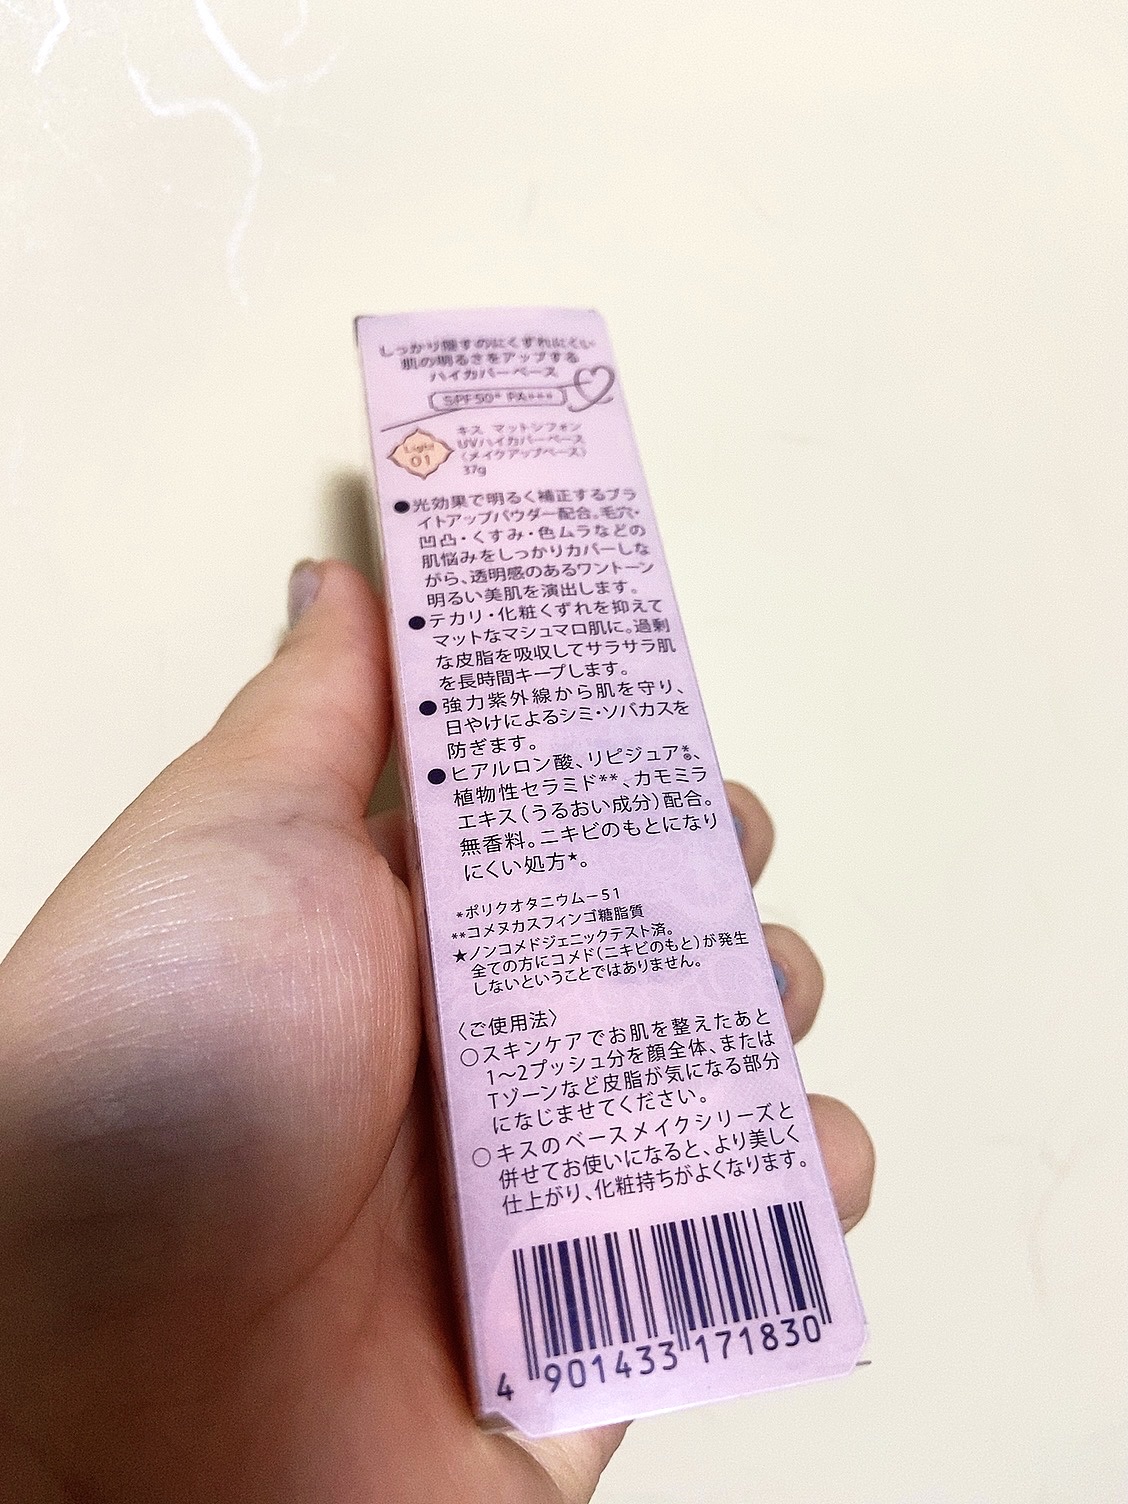 しっかり隠すのにくずれにくい
肌の明るさをアップする
ハイカバーベース
SPF50+ PA+++
Light
01
キス マットシフォン
UVハイカバーベース
〈メイクアップベース〉
37g
●光効果で明るく補正するブラ
イトアップパウダー配合。毛穴・
凹凸・くすみ・色ムラなどの
肌悩みをしっかりカバーしな
がら、透明感のあるワントーン
明るい美肌を演出します。
●テカリ・化粧くずれを抑えて
マットなマシュマロ肌に。過剰
な皮脂を吸収してサラサラ肌
を長時間キープします。
●強力紫外線から肌を守り、
日やけによるシミ・ソバカスを
防ぎます。
●ヒアルロン酸、リピジュア®*、
植物性セラミド**、カモミラ
エキス(うるおい成分)配合。
無香料。ニキビのもとになり
にくい処方★。
*ポリクオタニウム－51
**コメヌカスフィンゴ糖脂質
★ノンコメドジェニックテスト済。
全ての方にコメド(ニキビのもと)が発生
しないということではありません。
〈ご使用法〉
○スキンケアでお肌を整えたあと
1～2プッシュ分を顔全体、または
Tゾーンなど皮脂が気になる部分
になじませてください。
○キスのベースメイクシリーズと
併せてお使いになると、より美しく
仕上がり、化粧持ちがよくなります。
4 901433 171830